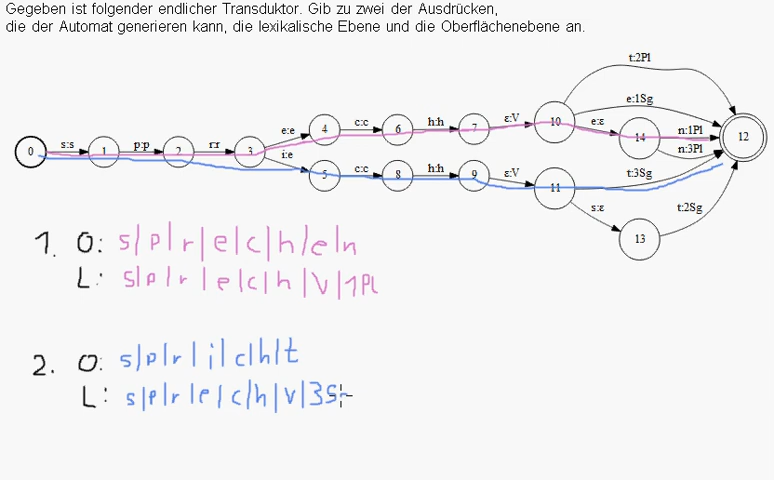 Gegeben ist folgender endlicher Transduktor. Gib zu zwei der Ausdrücken,
die der Automat generieren kann, die lexikalische Ebene und die Oberflächenebene an.
t:2Pl
e:1Sg
e:e c:c h:h ε:V e:ε n:1Pl
4 6 7 10 14 12
s:s p:p r:r n:3Pl
0 1 2 3
i:e c:c h:h ε:V t:3Sg
5 8 9 11
s:ε t:2Sg
13
1. O: s|p|r|e|c|h|e|n
L: s|p|r|e|c|h|V|1Pl
2. O: s|p|r|i|c|h|t
L: s|p|r|e|c|h|V|3S